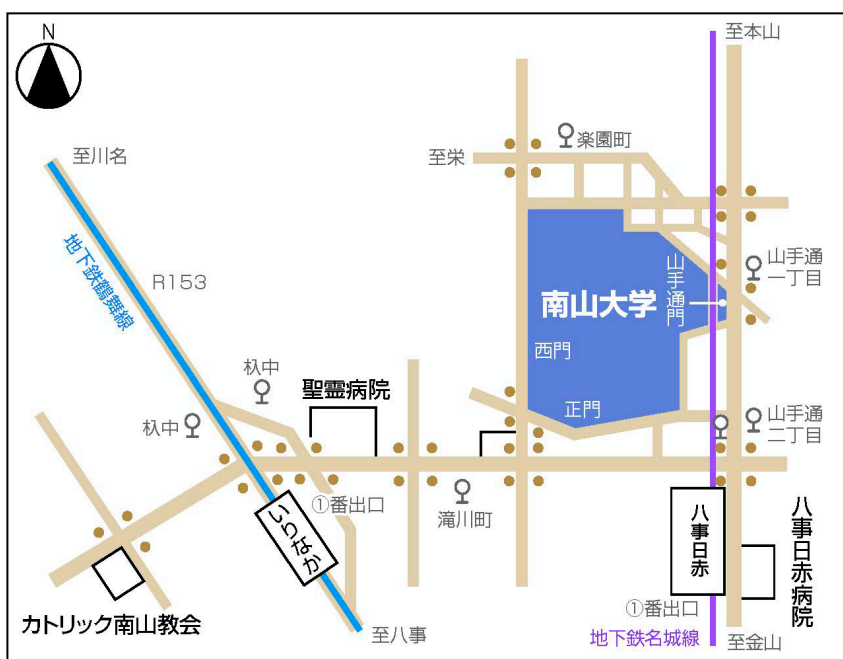 N
至本山
至川名
至栄
楽園町
地下鉄鶴舞線
R153
山手通
一丁目
山手通門
南山大学
西門
杁中
聖霊病院
杁中
正門
山手通
二丁目
①番出口
滝川町
いりなか
八事日赤
八事日赤病院
カトリック南山教会
至八事
①番出口
地下鉄名城線
至金山